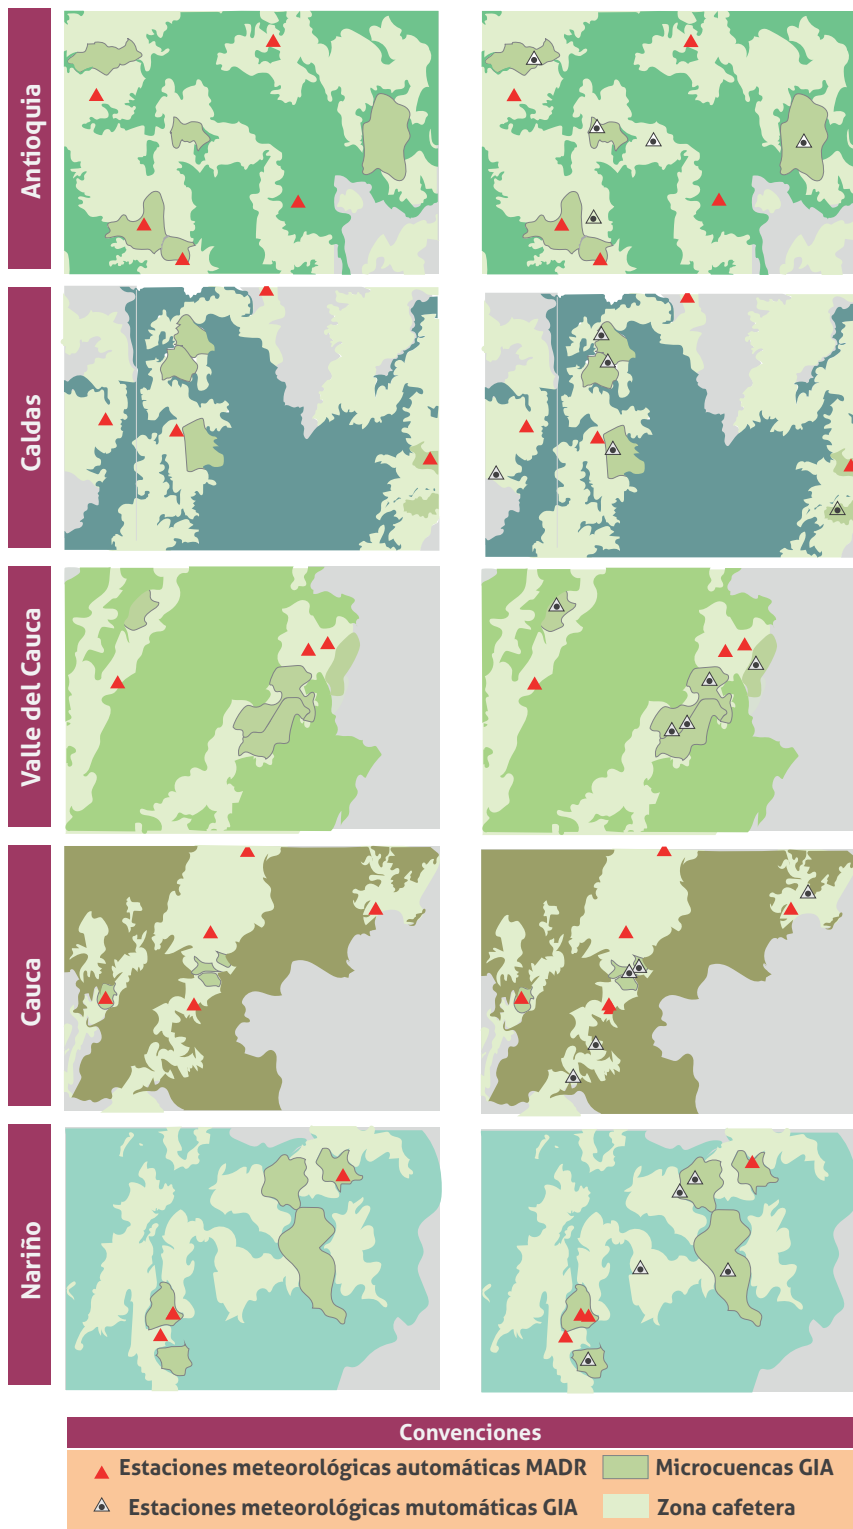 Antioquia
Caldas
Valle del Cauca
Cauca
Nariño
Convenciones
Estaciones meteorológicas automáticas MADR
Microcuencas GIA
Estaciones meteorológicas mutomáticas GIA
Zona cafetera